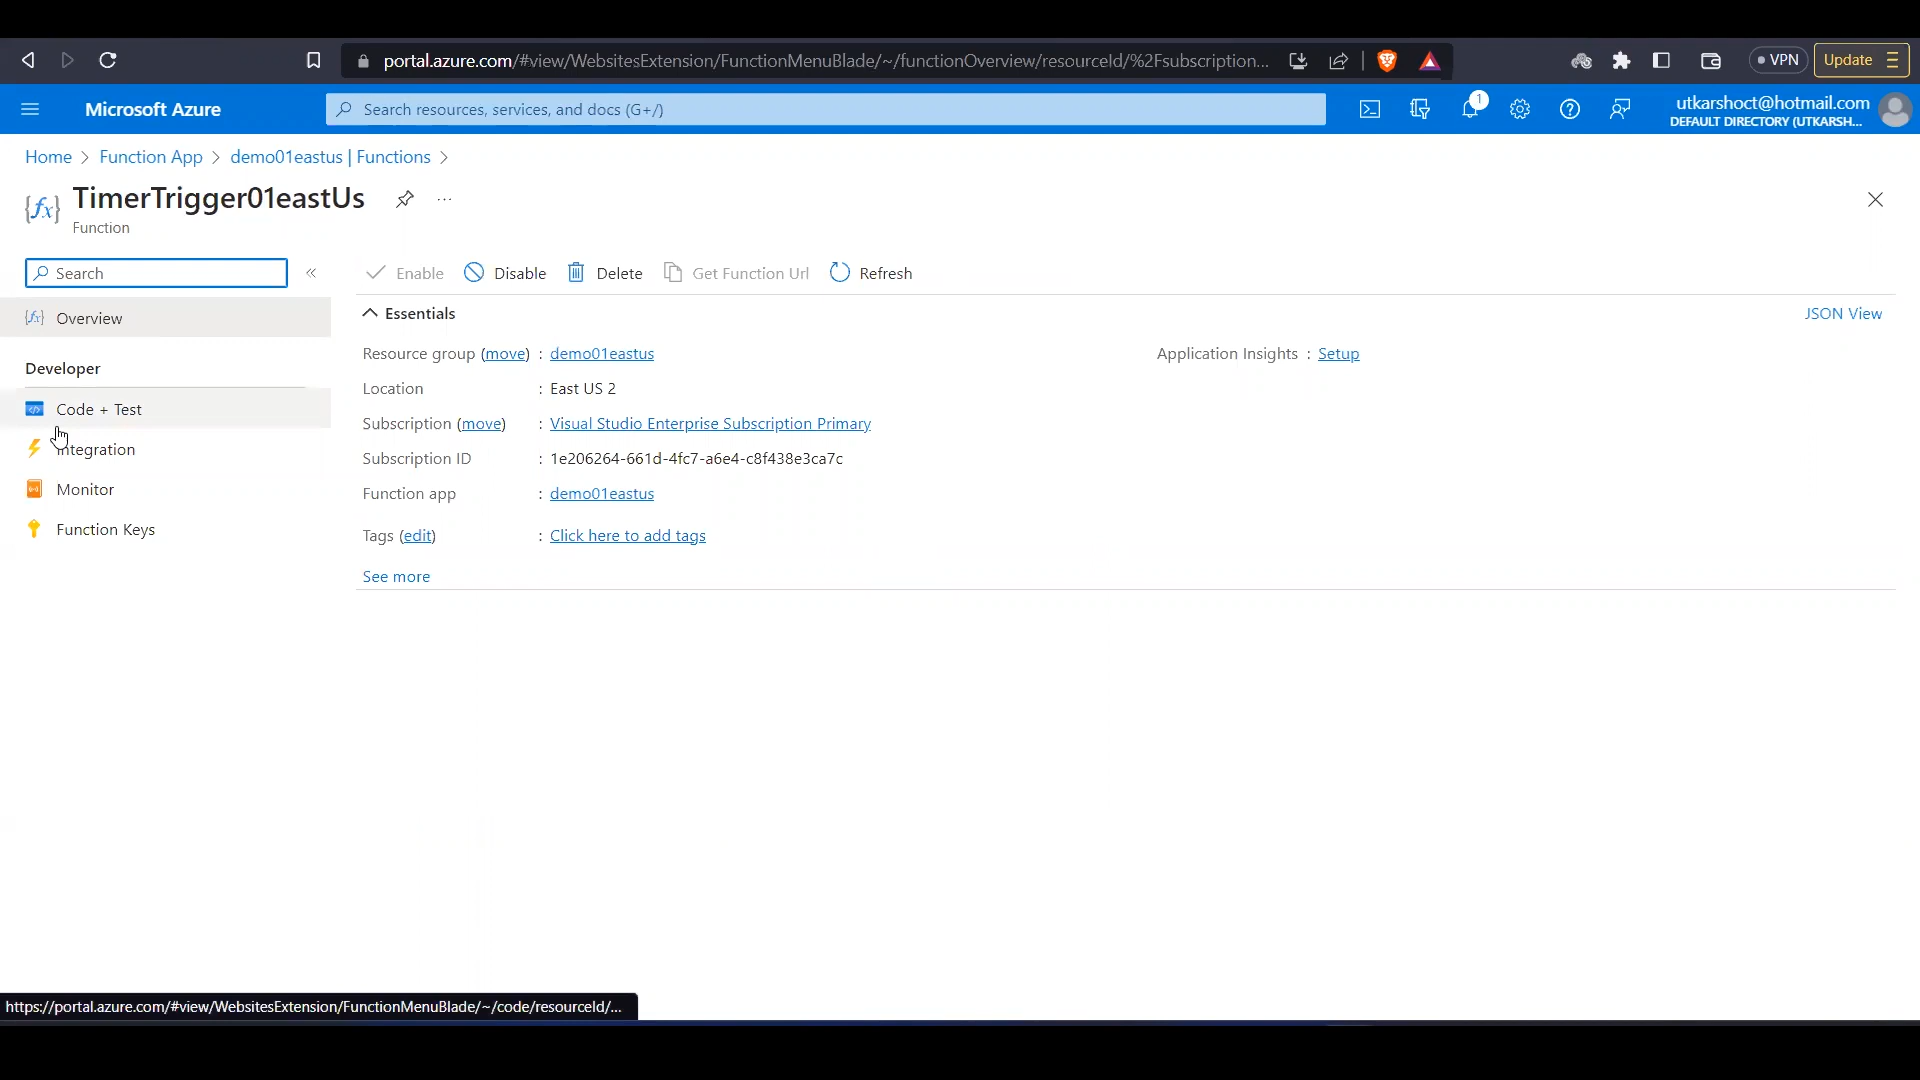 portal.azure.com/#view/WebsitesExtension/FunctionMenuBlade/~/functionOverview/resourceId/%2Fsubscription...
VPN
Update
Microsoft Azure
Search resources, services, and docs (G+/)
1
utkarshoct@hotmail.com
DEFAULT DIRECTORY (UTKARSH...
Home > Function App > demo01eastus | Functions >
{fx}
TimerTrigger01eastUs
...
Function
Search
«
Enable
Disable
Delete
Get Function Url
Refresh
{fx} Overview
Essentials
JSON View
Developer
Code + Test
Integration
Monitor
Function Keys
Resource group (move) : demo01eastus
Application Insights : Setup
Location : East US 2
Subscription (move) : Visual Studio Enterprise Subscription Primary
Subscription ID : 1e206264-661d-4fc7-a6e4-c8f438e3ca7c
Function app : demo01eastus
Tags (edit) : Click here to add tags
See more
https://portal.azure.com/#view/WebsitesExtension/FunctionMenuBlade/~/code/resourceId/...